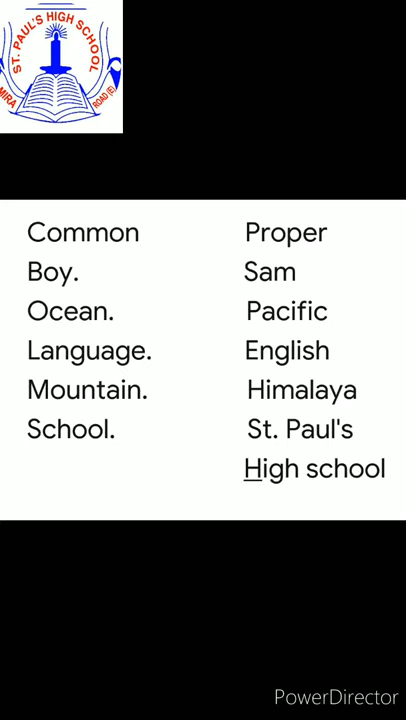 ST. PAUL'S HIGH SCHOOL
MIRA ROAD (E)
Common Proper
Boy. Sam
Ocean. Pacific
Language. English
Mountain. Himalaya
School. St. Paul's
High school
PowerDirector